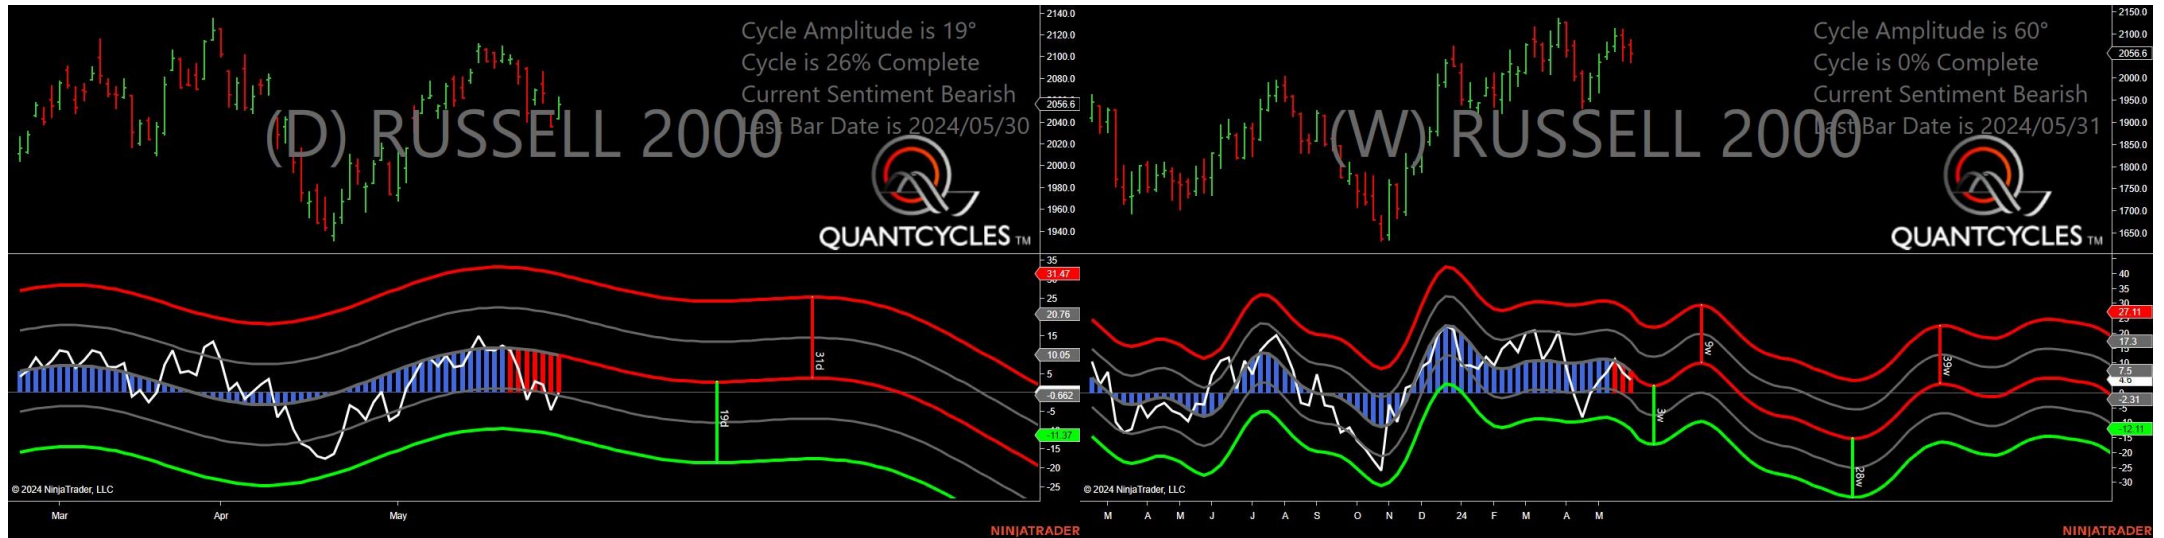 Cycle Amplitude is 19°
Cycle is 26% Complete
Current Sentiment Bearish
Last Bar Date is 2024/05/30
(D) RUSSELL 2000
QUANTCYCLES TM
2140.0
2120.0
2100.0
2080.0
2056.6
2040.0
2020.0
2000.0
1980.0
1960.0
1940.0
35
31.47
25
20.76
15
10.05
5
-0.662
-5
-11.37
-15
-20
-25
31d
19d
© 2024 NinjaTrader, LLC
Mar Apr May
NINJATRADER
Cycle Amplitude is 60°
Cycle is 0% Complete
Current Sentiment Bearish
Last Bar Date is 2024/05/31
(W) RUSSELL 2000
QUANTCYCLES TM
2150.0
2100.0
2056.6
2000.0
1950.0
1900.0
1850.0
1800.0
1750.0
1700.0
1650.0
40
35
30
27.11
20
17.3
10
7.5
4.0
-2.31
-5
-12.11
-15
-20
-25
-30
9w
3w
39w
28w
© 2024 NinjaTrader, LLC
M A M J J A S O N D 24 F M A M
NINJATRADER